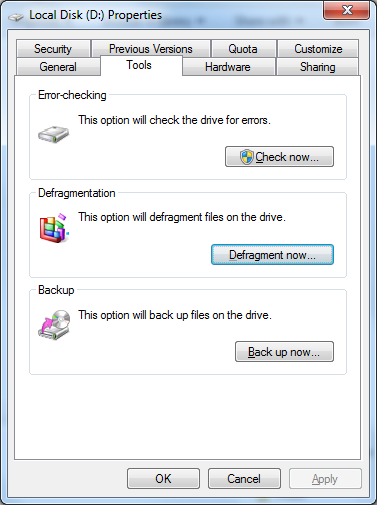 Local Disk (D:) Properties
Security Previous Versions Quota Customize
General Tools Hardware Sharing
Error-checking
This option will check the drive for errors.
Check now...
Defragmentation
This option will defragment files on the drive.
Defragment now...
Backup
This option will back up files on the drive.
Back up now...
OK Cancel Apply